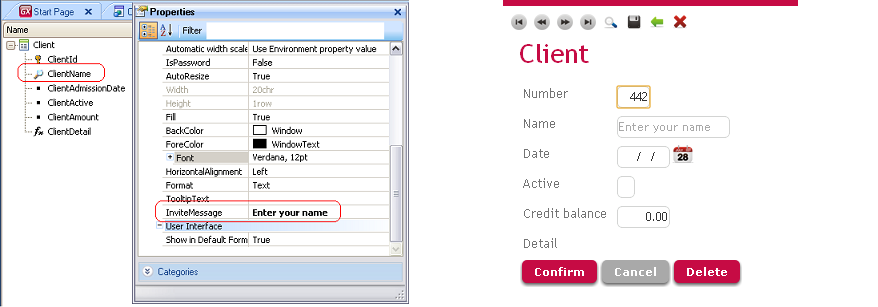 Start Page
Name
Client
ClientId
ClientName
ClientAdmissionDate
ClientActive
ClientAmount
ClientDetail
Properties
Filter
Automatic width scale Use Environment property value
IsPassword False
AutoResize True
Width 20chr
Height 1row
Fill True
BackColor Window
ForeColor WindowText
Font Verdana, 12pt
HorizontalAlignment Left
Format Text
TooltipText
InviteMessage Enter your name
User Interface
Show in Default Form True
Categories
Client
Number 442
Name Enter your name
Date / / 28
Active
Credit balance 0.00
Detail
Confirm Cancel Delete